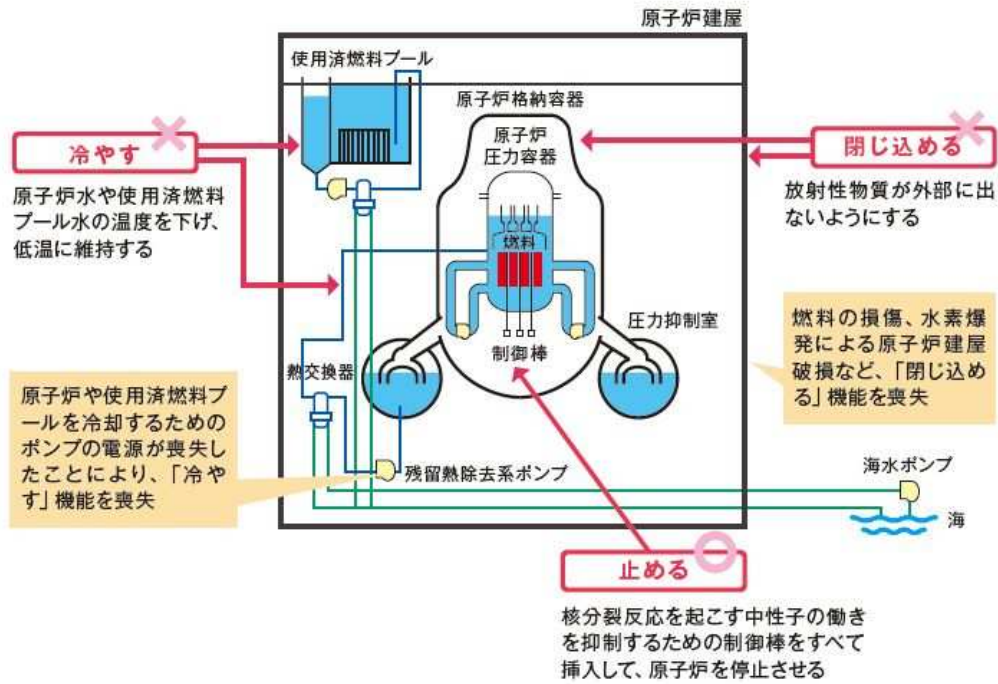 原子炉建屋
使用済燃料プール
原子炉格納容器
原子炉
圧力容器
冷やす
閉じ込める
原子炉水や使用済燃料
プール水の温度を下げ、
低温に維持する
放射性物質が外部に出
ないようにする
燃料
圧力抑制室
制御棒
熱交換器
燃料の損傷、水素爆
発による原子炉建屋
破損など、「閉じ込め
る」機能を喪失
原子炉や使用済燃料プ
ールを冷却するための
ポンプの電源が喪失し
たことにより、「冷や
す」機能を喪失
残留熱除去系ポンプ
海水ポンプ
海
止める
核分裂反応を起こす中性子の働き
を抑制するための制御棒をすべて
挿入して、原子炉を停止させる